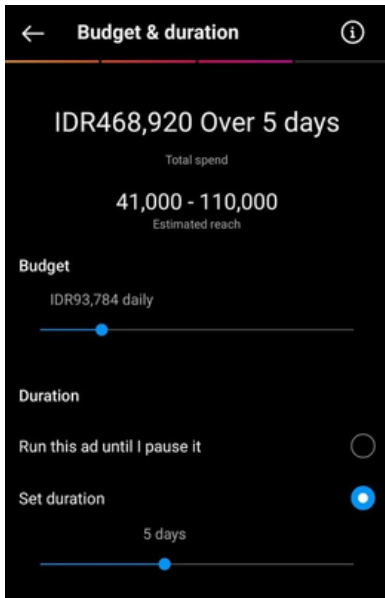 Budget & duration
IDR468,920 Over 5 days
Total spend
41,000 - 110,000
Estimated reach
Budget
IDR93,784 daily
Duration
Run this ad until I pause it
Set duration
5 days